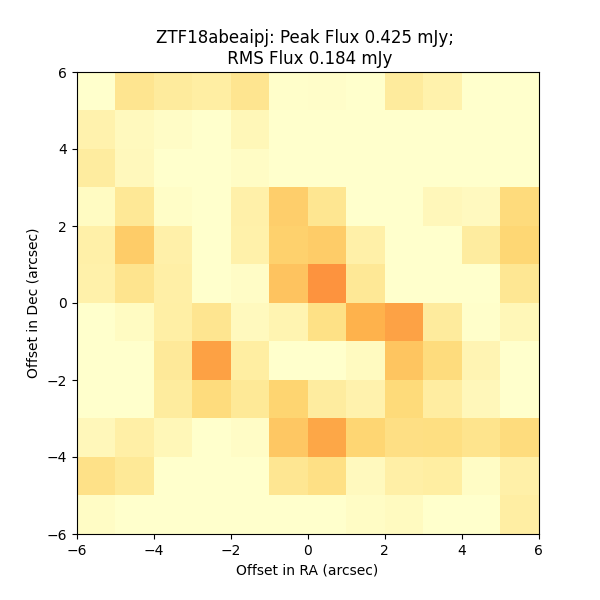 ZTF18abeaipj: Peak Flux 0.425 mJy;
RMS Flux 0.184 mJy
6
4
2
0
−2
−4
−6
Offset in Dec (arcsec)
−6 −4 −2 0 2 4 6
Offset in RA (arcsec)